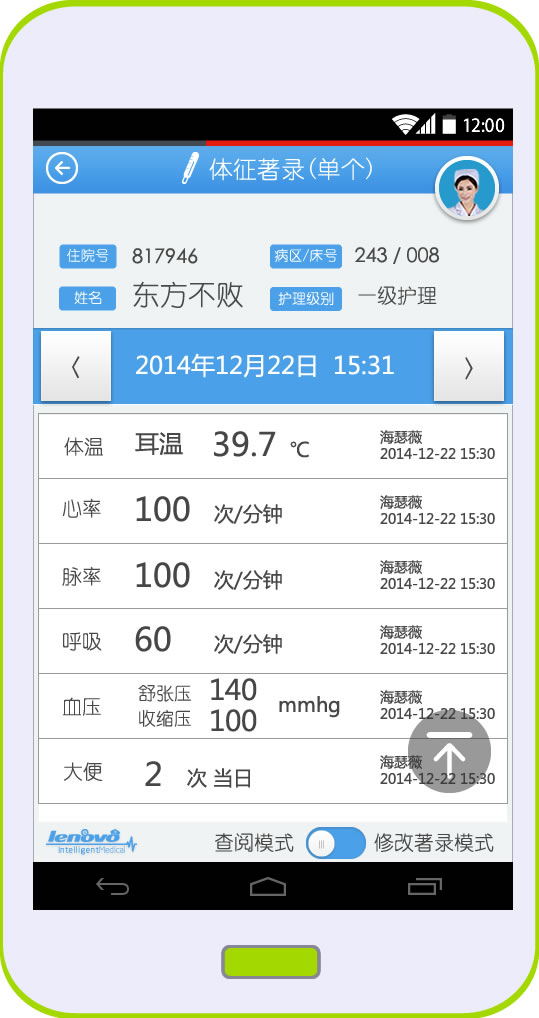 12:00
体征著录(单个)
住院号 817946 病区/床号 243 / 008
姓名 东方不败 护理级别 一级护理
2014年12月22日 15:31
体温 耳温 39.7 ℃ 海瑟薇
2014-12-22 15:30
心率 100 次/分钟 海瑟薇
2014-12-22 15:30
脉率 100 次/分钟 海瑟薇
2014-12-22 15:30
呼吸 60 次/分钟 海瑟薇
2014-12-22 15:30
血压 舒张压 140 mmhg 海瑟薇
收缩压 100 2014-12-22 15:30
大便 2 次 当日 海瑟薇
2014-12-22 15:30
lenovo
intelligentMedical
查阅模式 修改著录模式